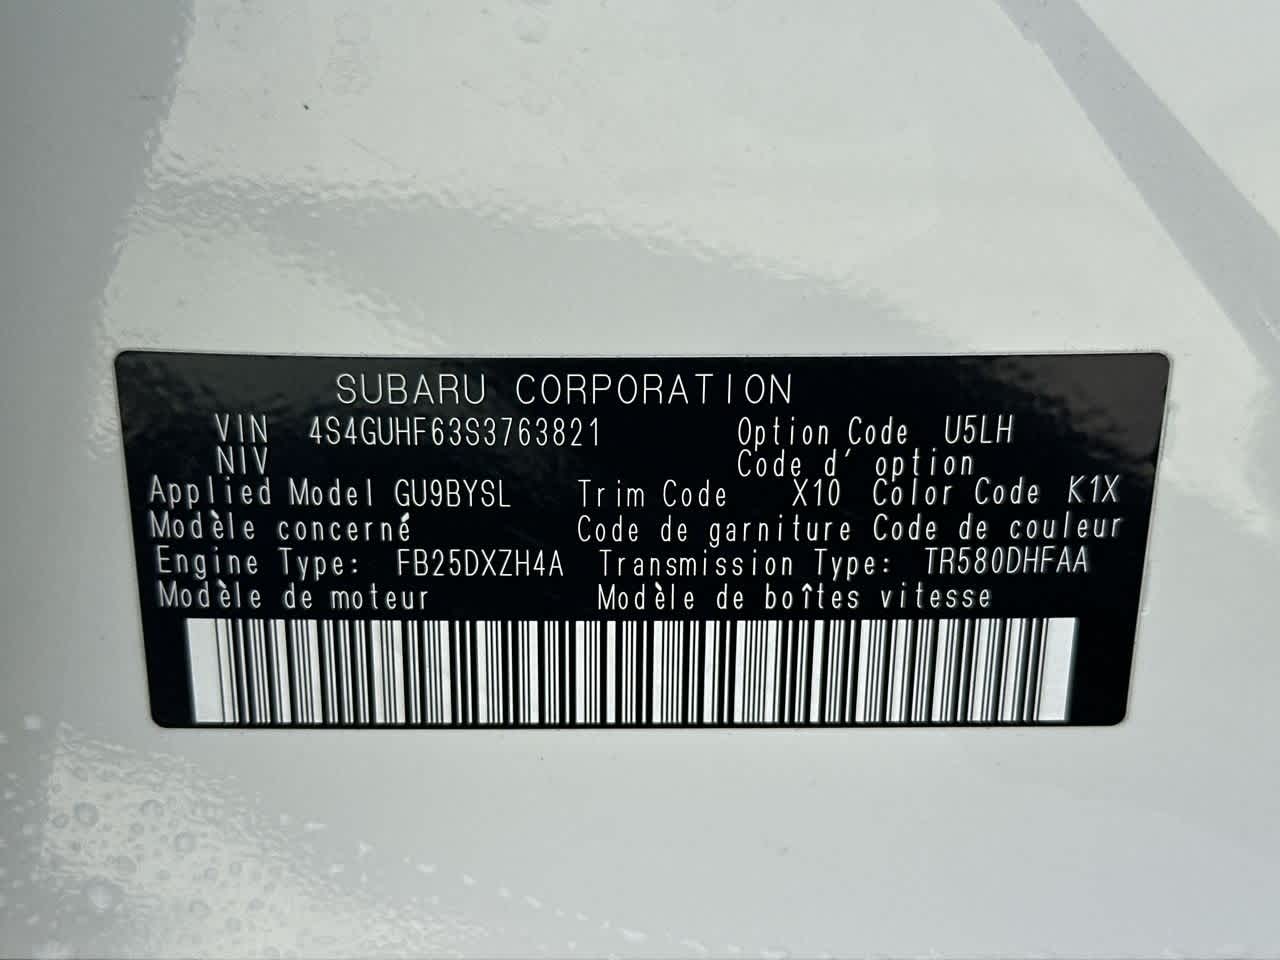 SUBARU CORPORATION
VIN 4S4GUHF63S3763821 Option Code U5LH
NIV Code d' option
Applied Model GU9BYSL Trim Code X10 Color Code K1X
Modèle concerné Code de garniture Code de couleur
Engine Type: FB25DXZH4A Transmission Type: TR580DHFAA
Modèle de moteur Modèle de boîtes vitesse